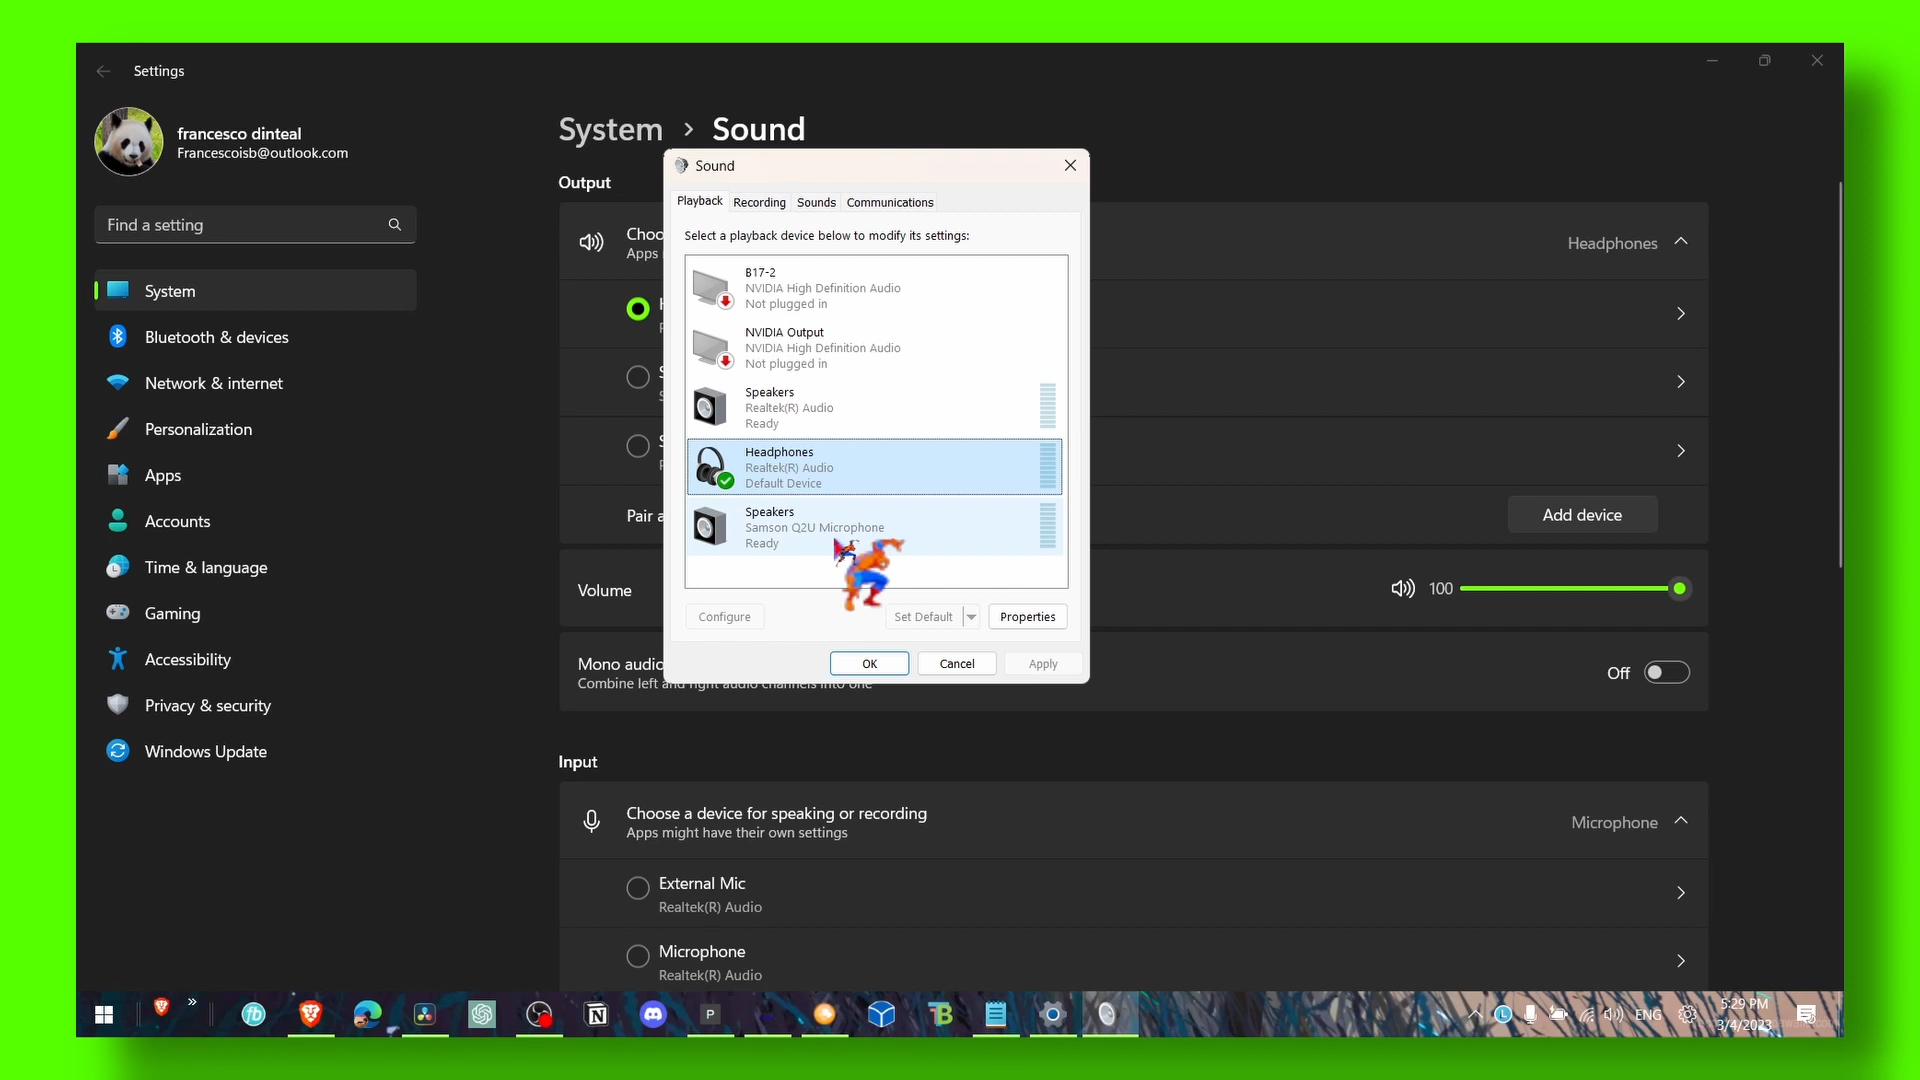 Settings
francesco dinteal
Francescoisb@outlook.com
Find a setting
System
Bluetooth & devices
Network & internet
Personalization
Apps
Accounts
Time & language
Gaming
Accessibility
Privacy & security
Windows Update
System > Sound
Output
Apps
Headphones
Pair
Add device
Volume
100
Mono audio
Combine left and right audio channels into one
Off
Input
Choose a device for speaking or recording
Apps might have their own settings
Microphone
External Mic
Realtek(R) Audio
Microphone
Realtek(R) Audio
Sound
Playback Recording Sounds Communications
Select a playback device below to modify its settings:
B17-2
NVIDIA High Definition Audio
Not plugged in
NVIDIA Output
NVIDIA High Definition Audio
Not plugged in
Speakers
Realtek(R) Audio
Ready
Headphones
Realtek(R) Audio
Default Device
Speakers
Samson Q2U Microphone
Ready
Configure Set Default Properties
OK Cancel Apply
ENG
5:29 PM
3/4/2023